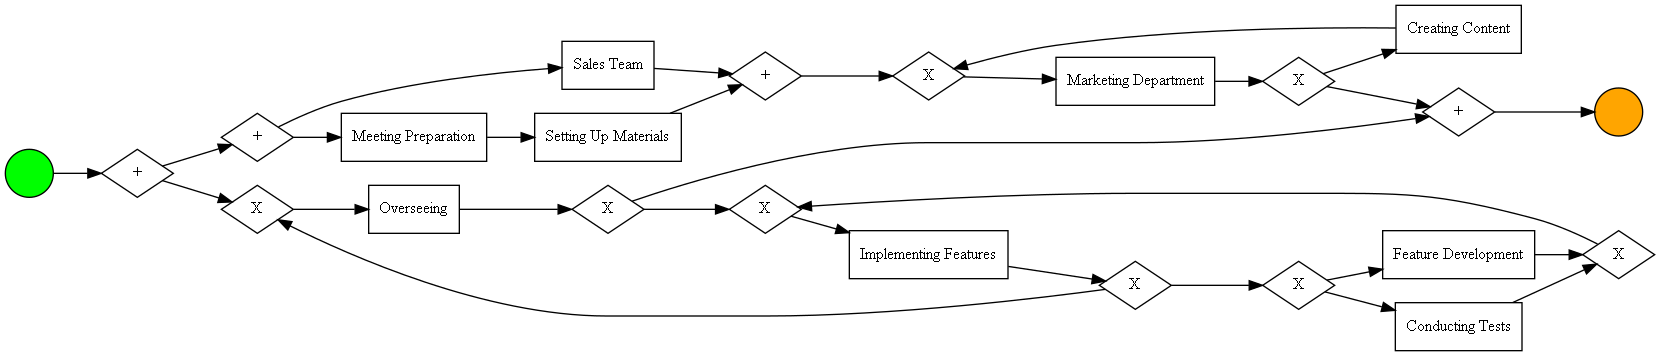 Creating Content
Sales Team
+
X
Marketing Department
X
+
+
Meeting Preparation
Setting Up Materials
+
X
Overseeing
X
X
Implementing Features
X
X
Feature Development
X
Conducting Tests
+